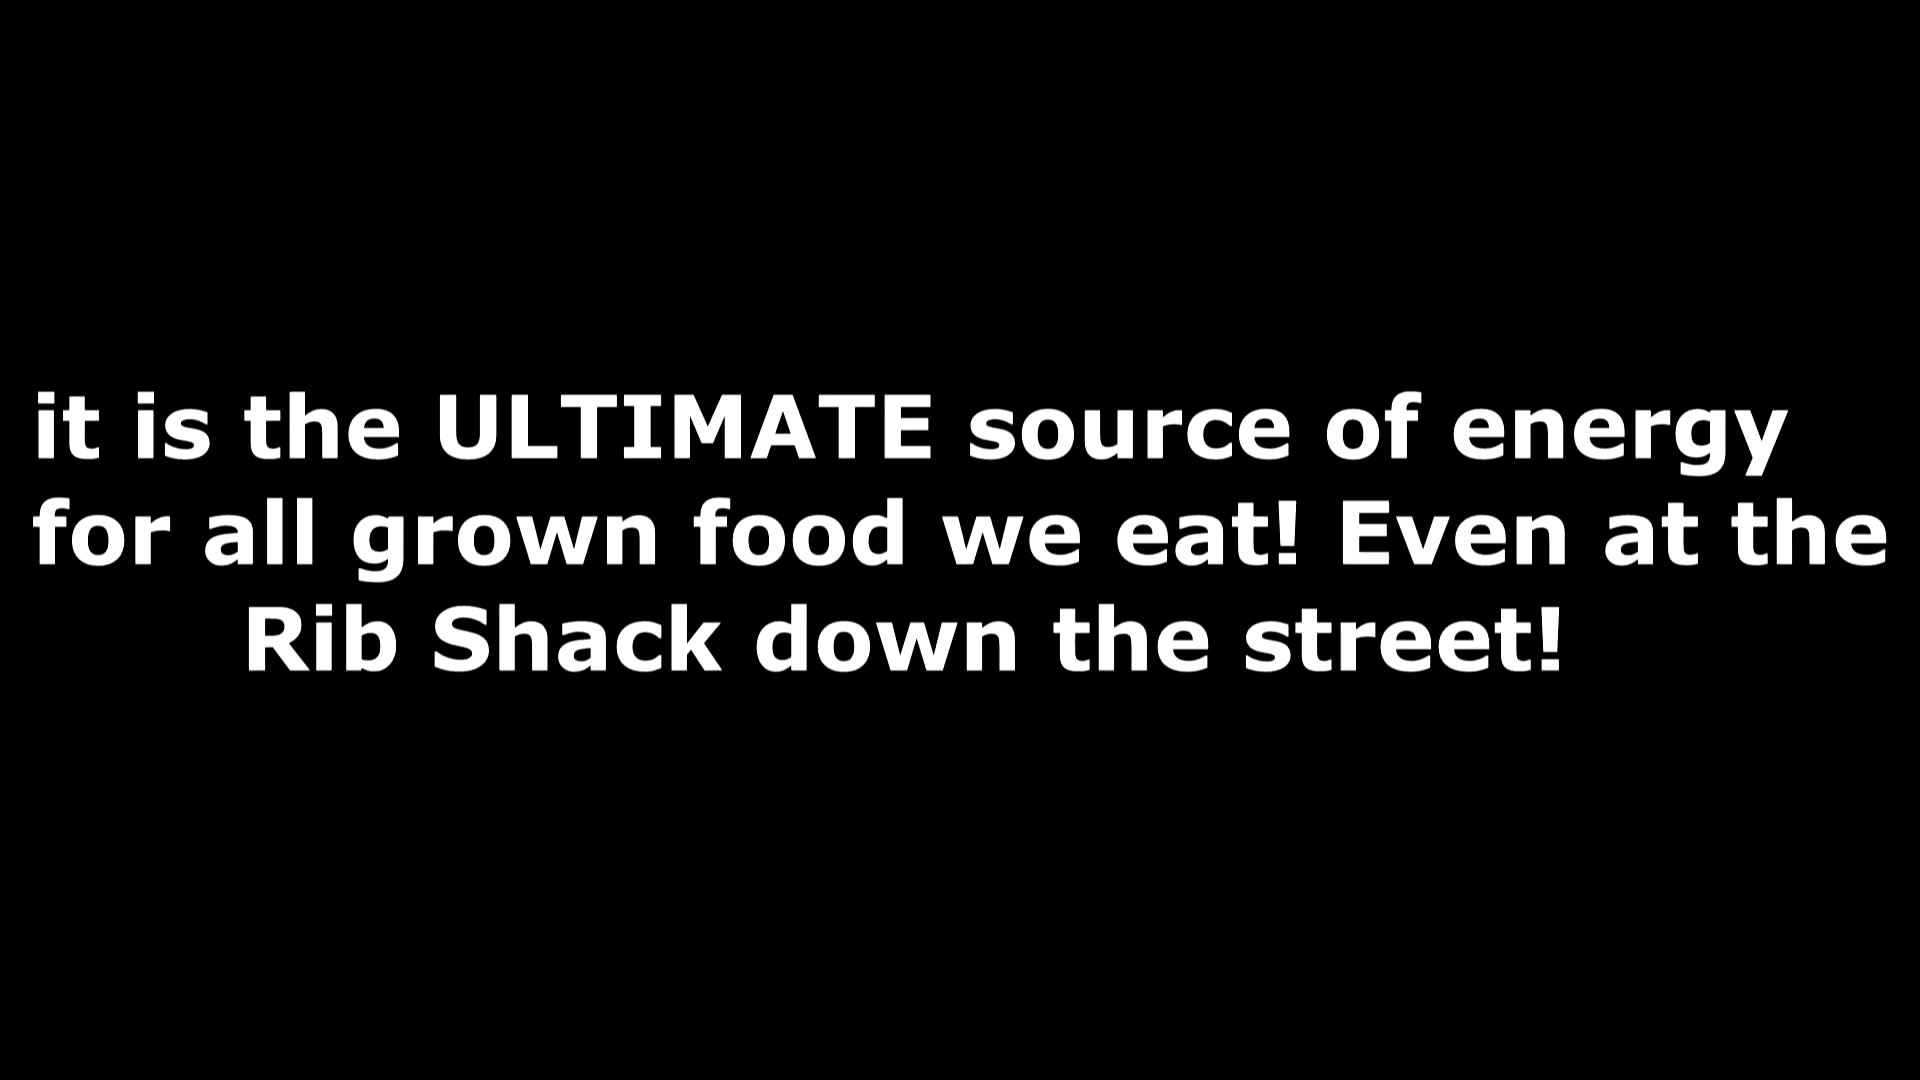 it is the ULTIMATE source of energy
for all grown food we eat! Even at the
Rib Shack down the street!